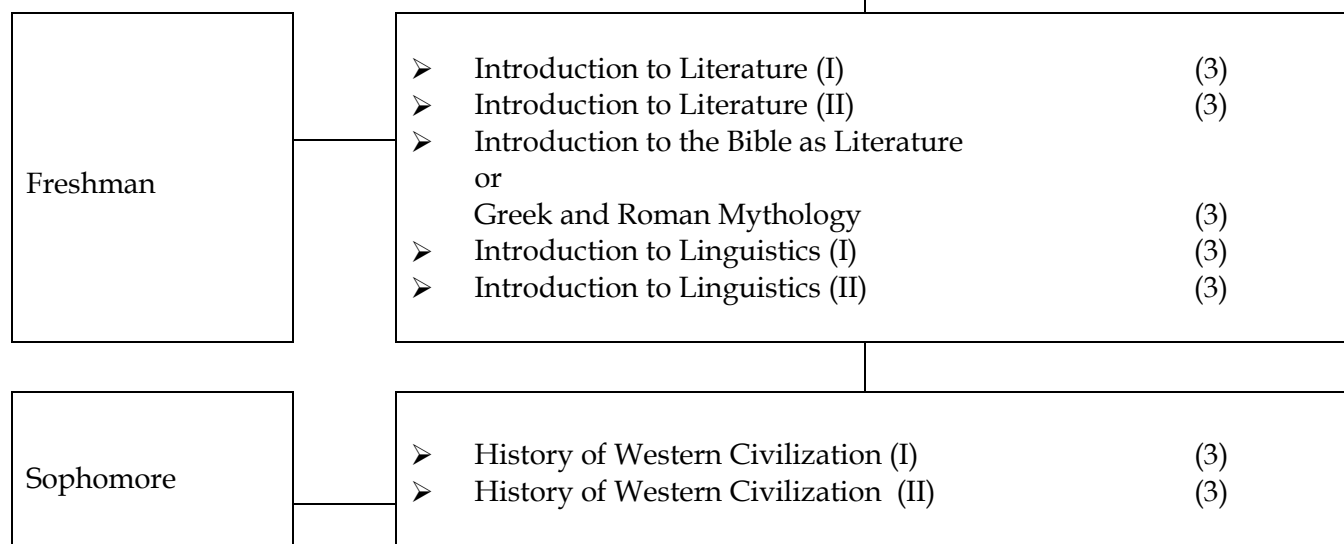 Freshman
➢ Introduction to Literature (I) (3)
➢ Introduction to Literature (II) (3)
➢ Introduction to the Bible as Literature
or
Greek and Roman Mythology (3)
➢ Introduction to Linguistics (I) (3)
➢ Introduction to Linguistics (II) (3)
Sophomore
➢ History of Western Civilization (I) (3)
➢ History of Western Civilization (II) (3)